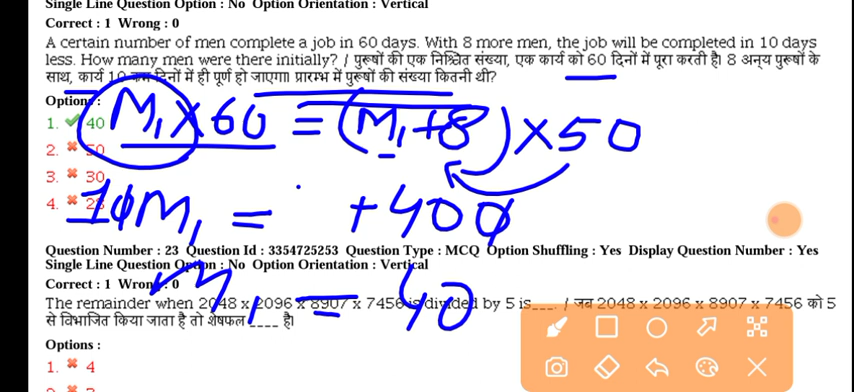 Single Line Question Option : No Option Orientation : Vertical
Correct : 1 Wrong : 0
A certain number of men complete a job in 60 days. With 8 more men, the job will be completed in 10 days
less. How many men were there initially? / पुरूषों की एक निश्चित संख्या, एक कार्य को 60 दिनों में पूरा करती है। 8 अन्य पुरूषों के
साथ, कार्य 10 कम दिनों में ही पूर्ण हो जाएगा। प्रारम्भ में पुरूषों की संख्या कितनी थी?
Options :
1. 40
M₁ × 60 = (M₁ + 8) × 50
2. 50
3. 30
4. 28
10M₁ = + 400
Question Number : 23 Question Id : 3354725253 Question Type : MCQ Option Shuffling : Yes Display Question Number : Yes
Single Line Question Option : No Option Orientation : Vertical
Correct : 1 Wrong : 0
M₁ = 40
The remainder when 2048 x 2096 x 8907 x 7456 is divided by 5 is___. / जब 2048 x 2096 x 8907 x 7456 को 5
से विभाजित किया जाता है तो शेषफल ____ है।
Options :
1. 4